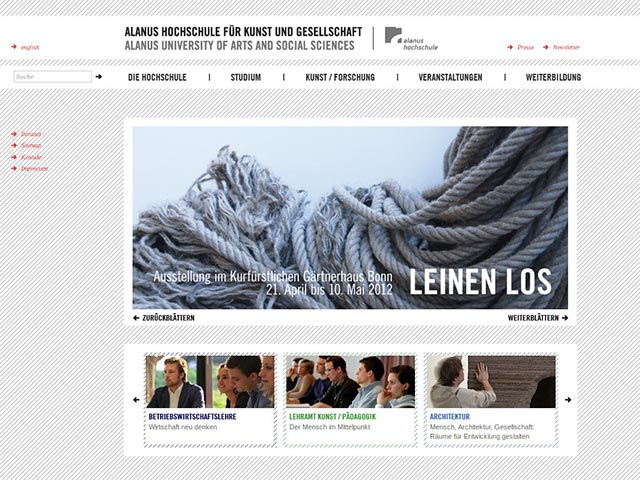 ALANUS HOCHSCHULE FÜR KUNST UND GESELLSCHAFT
ALANUS UNIVERSITY OF ARTS AND SOCIAL SCIENCES
alanus
hochschule
english
Presse
Newsletter
Suche
DIE HOCHSCHULE | STUDIUM | KUNST / FORSCHUNG | VERANSTALTUNGEN | WEITERBILDUNG
Intranet
Sitemap
Kontakt
Impressum
Ausstellung im Kurfürstlichen Gärtnerhaus Bonn
21. April bis 10. Mai 2012
LEINEN LOS
ZURÜCKBLÄTTERN
WEITERBLÄTTERN
BETRIEBSWIRTSCHAFTSLEHRE
Wirtschaft neu denken
LEHRAMT KUNST / PÄDAGOGIK
Der Mensch im Mittelpunkt
ARCHITEKTUR
Mensch, Architektur, Gesellschaft:
Räume für Entwicklung gestalten